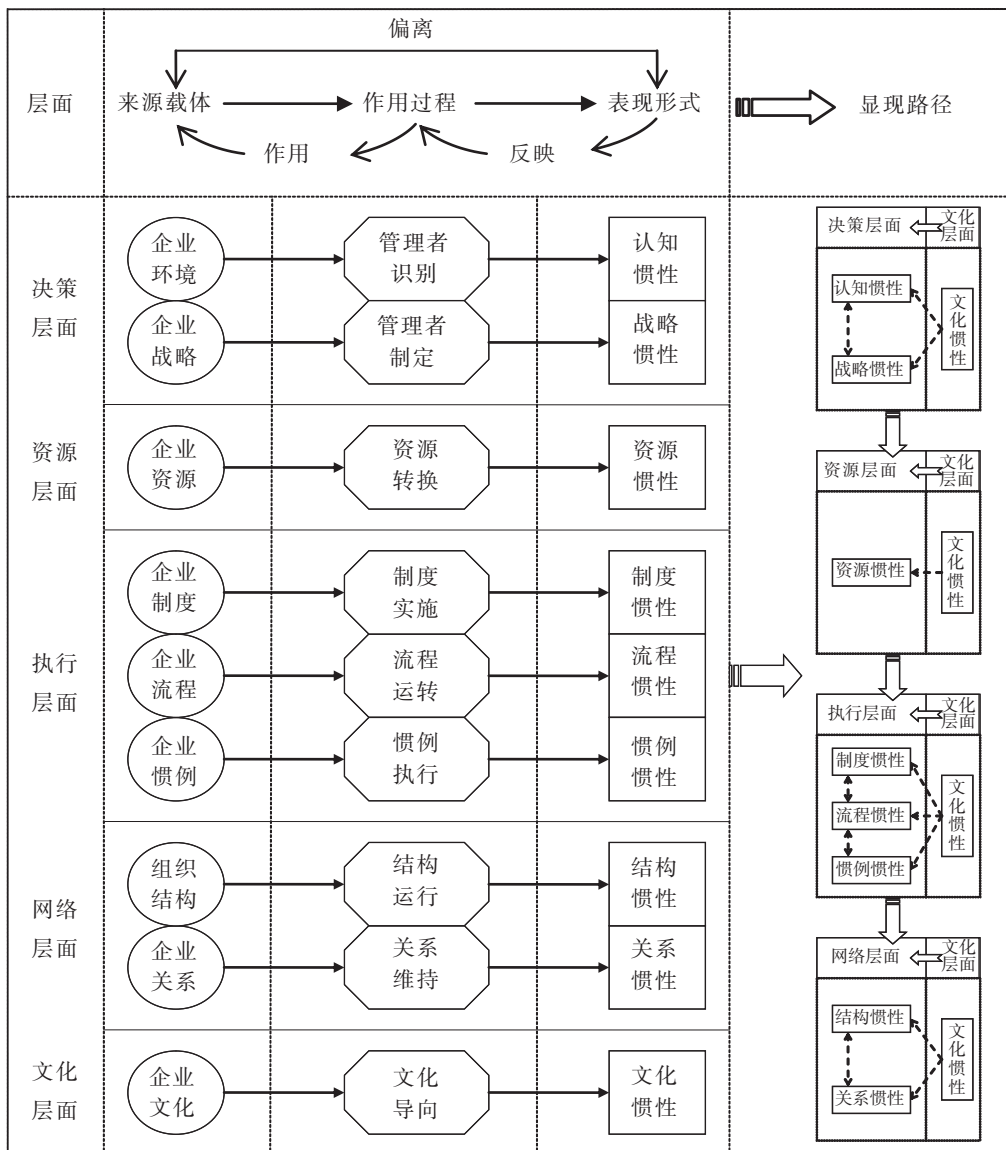 偏离
层面
来源载体
作用过程
表现形式
显现路径
作用
反映
决策
层面
企业
环境
管理者
识别
认知
惯性
企业
战略
管理者
制定
战略
惯性
资源
层面
企业
资源
资源
转换
资源
惯性
执行
层面
企业
制度
制度
实施
制度
惯性
企业
流程
流程
运转
流程
惯性
企业
惯例
惯例
执行
惯例
惯性
网络
层面
组织
结构
结构
运行
结构
惯性
企业
关系
关系
维持
关系
惯性
文化
层面
企业
文化
文化
导向
文化
惯性
决策层面
文化
层面
认知惯性
战略惯性
文化惯性
资源层面
文化
层面
资源惯性
文化惯性
执行层面
文化
层面
制度惯性
流程惯性
惯例惯性
文化惯性
网络层面
文化
层面
结构惯性
关系惯性
文化惯性